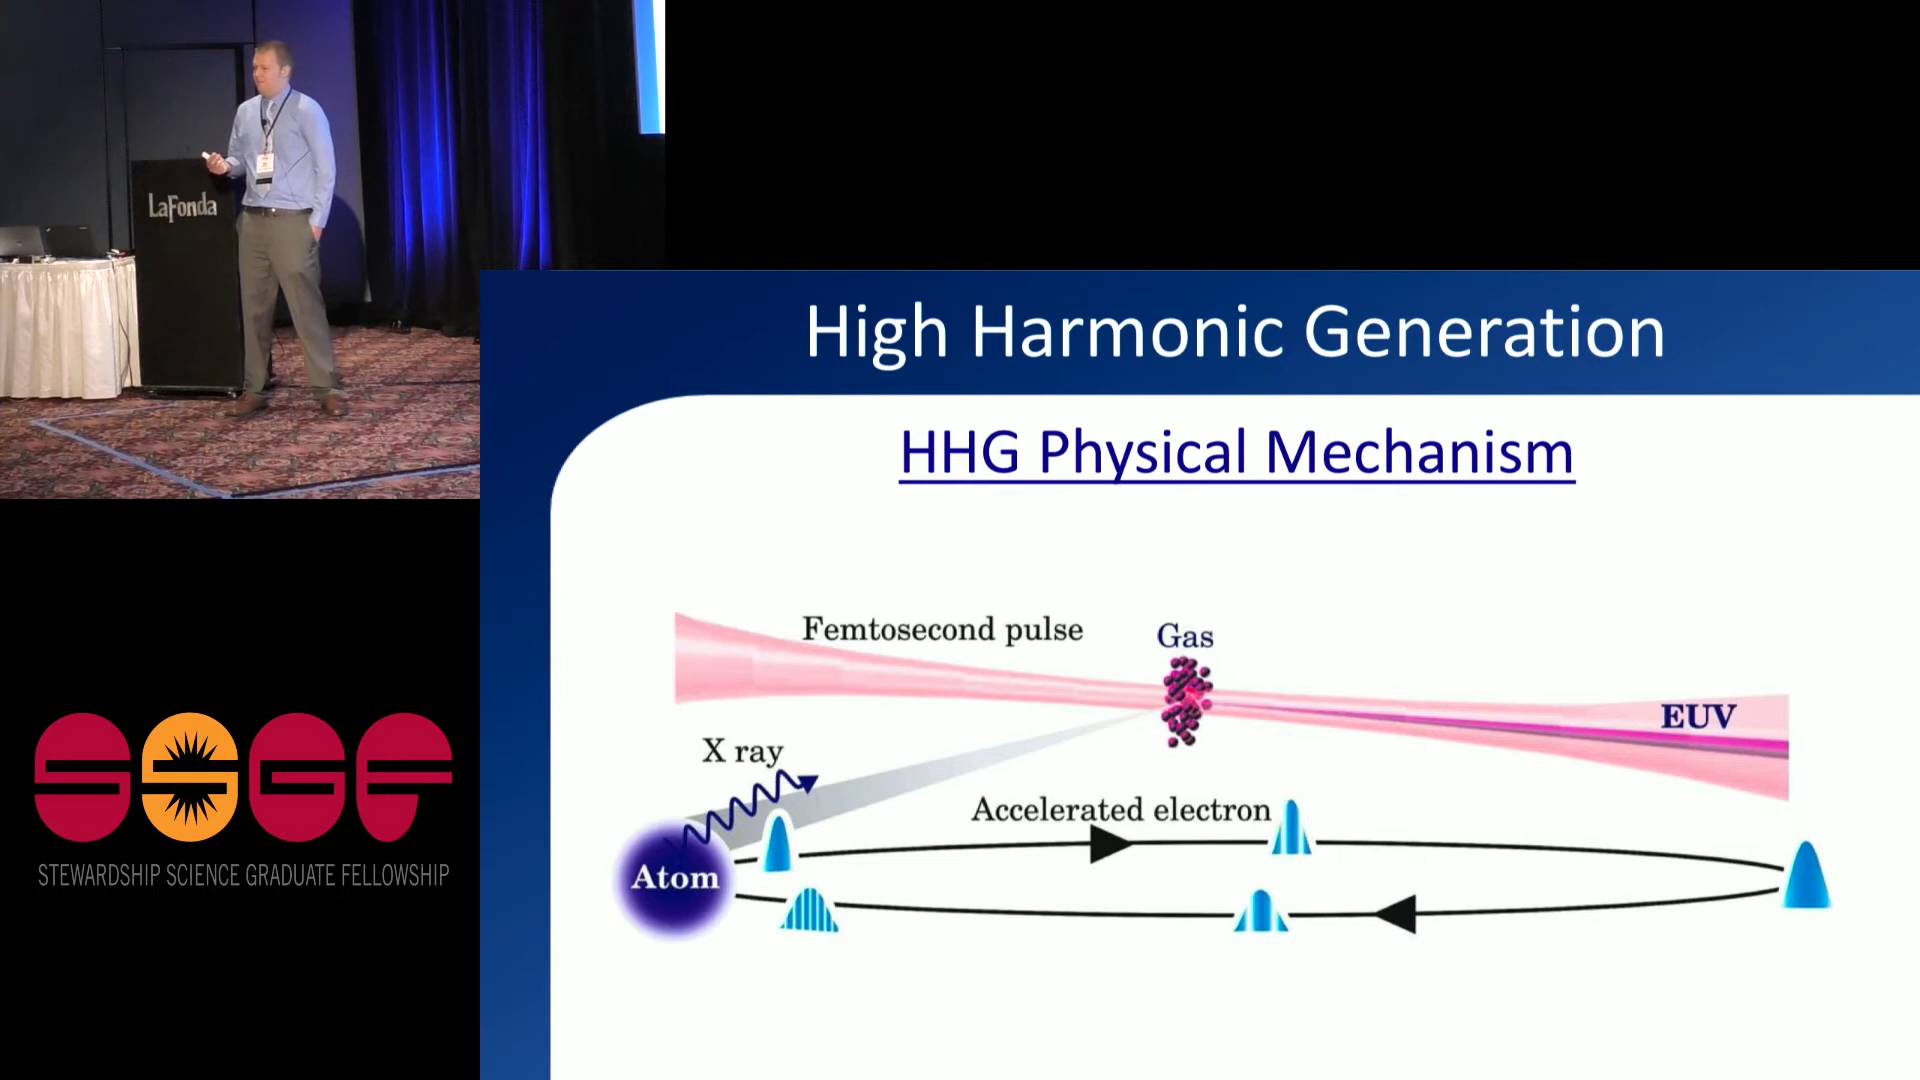 LaFonda
High Harmonic Generation
HHG Physical Mechanism
Femtosecond pulse
Gas
EUV
X ray
Accelerated electron
Atom
SSGF
STEWARDSHIP SCIENCE GRADUATE FELLOWSHIP